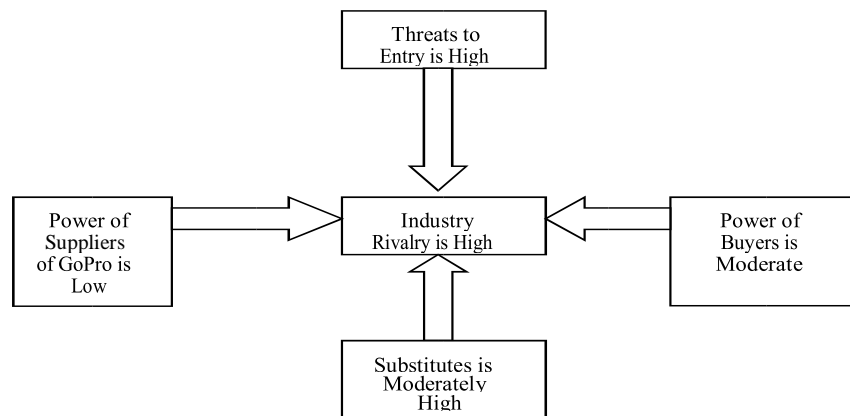 Threats to
Entry is High
Power of
Suppliers
of GoPro is
Low
Industry
Rivalry is High
Power of
Buyers is
Moderate
Substitutes is
Moderately
High